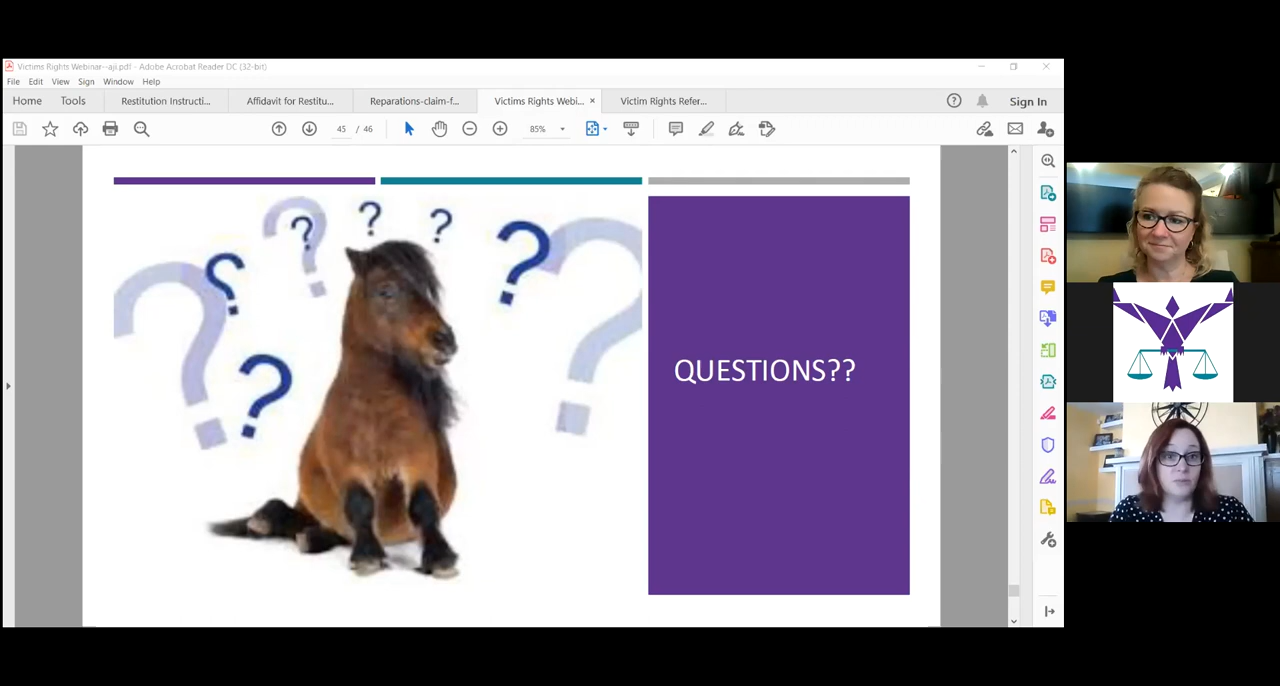 Victims Rights Webinar--aji.pdf - Adobe Acrobat Reader DC (32-bit)
File Edit View Sign Window Help
Home Tools Restitution Instructi... Affidavit for Restitu... Reparations-claim-f... Victims Rights Webi... × Victim Rights Refer... Sign In
45 / 46 85%
? ? ? ? ? ? ? ? ?
QUESTIONS??